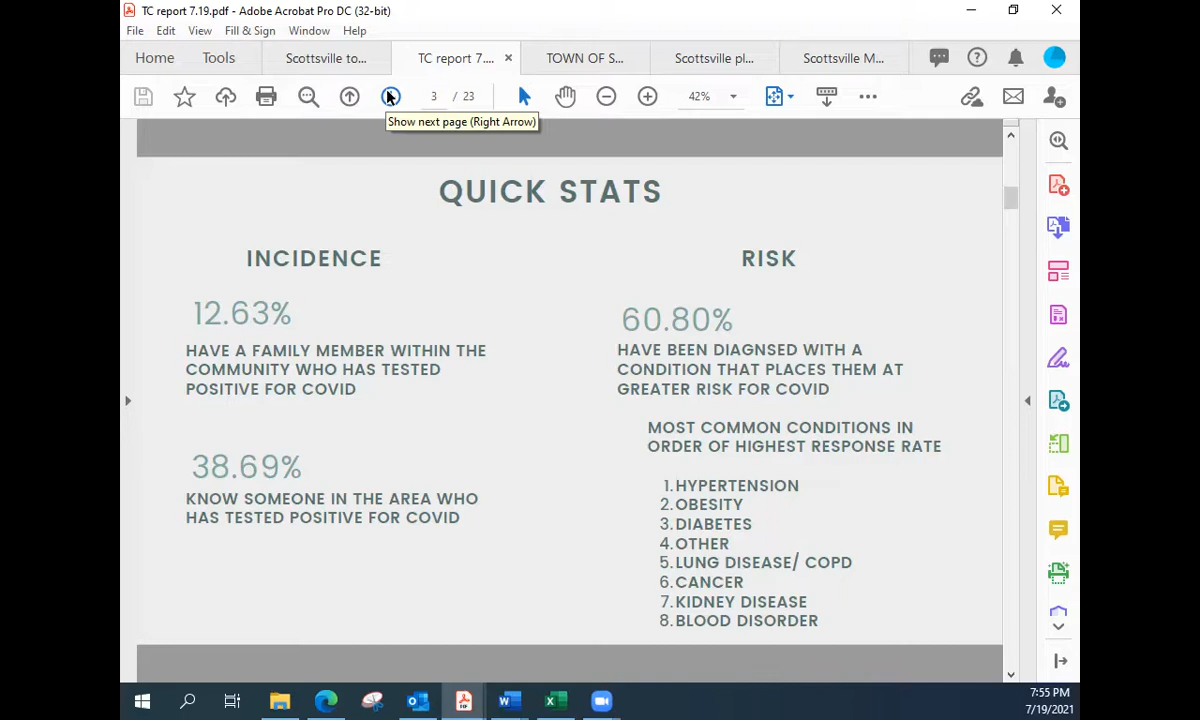 TC report 7.19.pdf - Adobe Acrobat Pro DC (32-bit)
File Edit View Fill & Sign Window Help
Home Tools Scottsville to... TC report 7.... × TOWN OF S... Scottsville pl... Scottsville M...
3 / 23 42%
Show next page (Right Arrow)
QUICK STATS
INCIDENCE
12.63%
HAVE A FAMILY MEMBER WITHIN THE
COMMUNITY WHO HAS TESTED
POSITIVE FOR COVID
38.69%
KNOW SOMEONE IN THE AREA WHO
HAS TESTED POSITIVE FOR COVID
RISK
60.80%
HAVE BEEN DIAGNSED WITH A
CONDITION THAT PLACES THEM AT
GREATER RISK FOR COVID
MOST COMMON CONDITIONS IN
ORDER OF HIGHEST RESPONSE RATE
1.HYPERTENSION
2.OBESITY
3.DIABETES
4.OTHER
5.LUNG DISEASE/ COPD
6.CANCER
7.KIDNEY DISEASE
8.BLOOD DISORDER
7:55 PM
7/19/2021